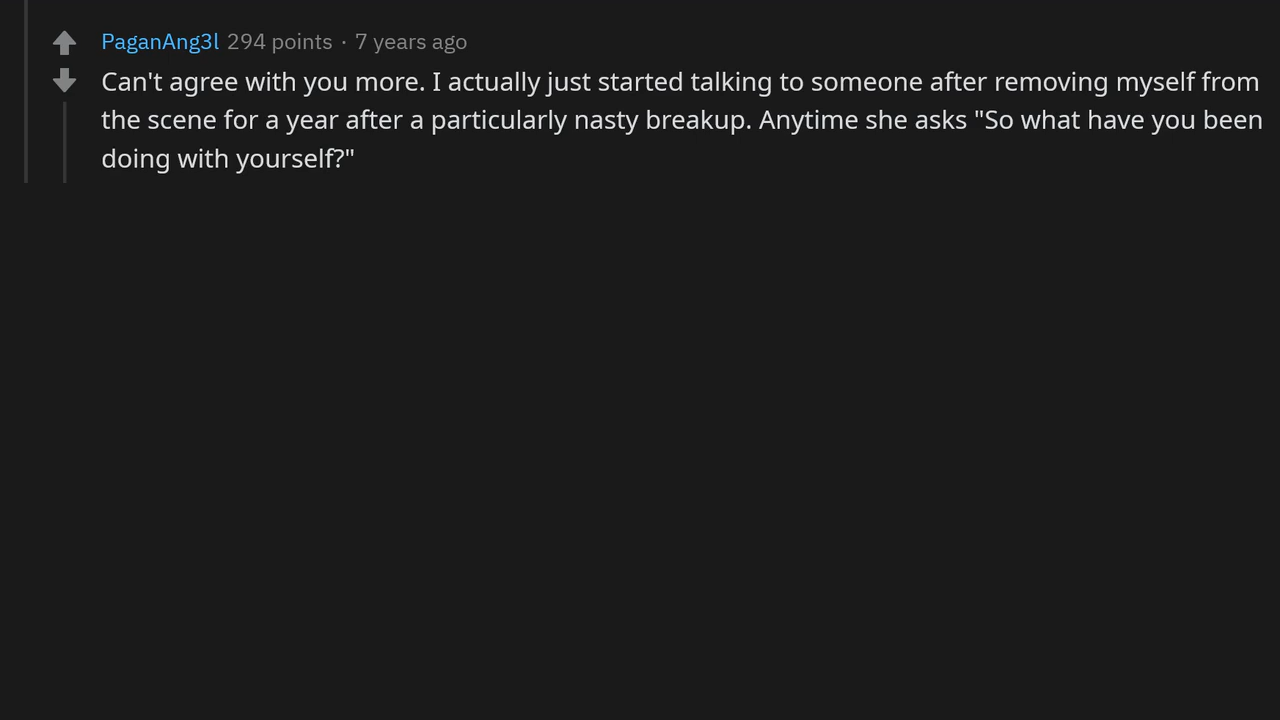 PaganAng3l 294 points · 7 years ago
Can't agree with you more. I actually just started talking to someone after removing myself from
the scene for a year after a particularly nasty breakup. Anytime she asks "So what have you been
doing with yourself?"